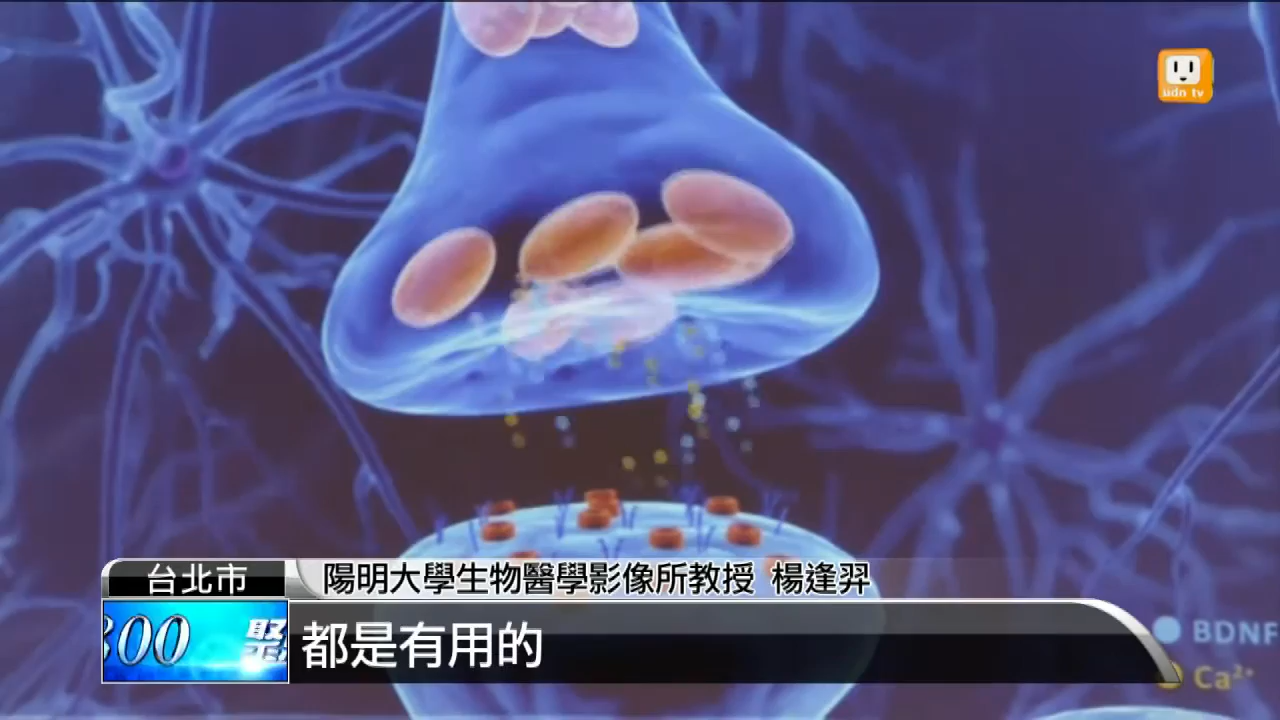 udn tv
台北市
陽明大學生物醫學影像所教授 楊逢羿
都是有用的
BDNF
Ca²⁺